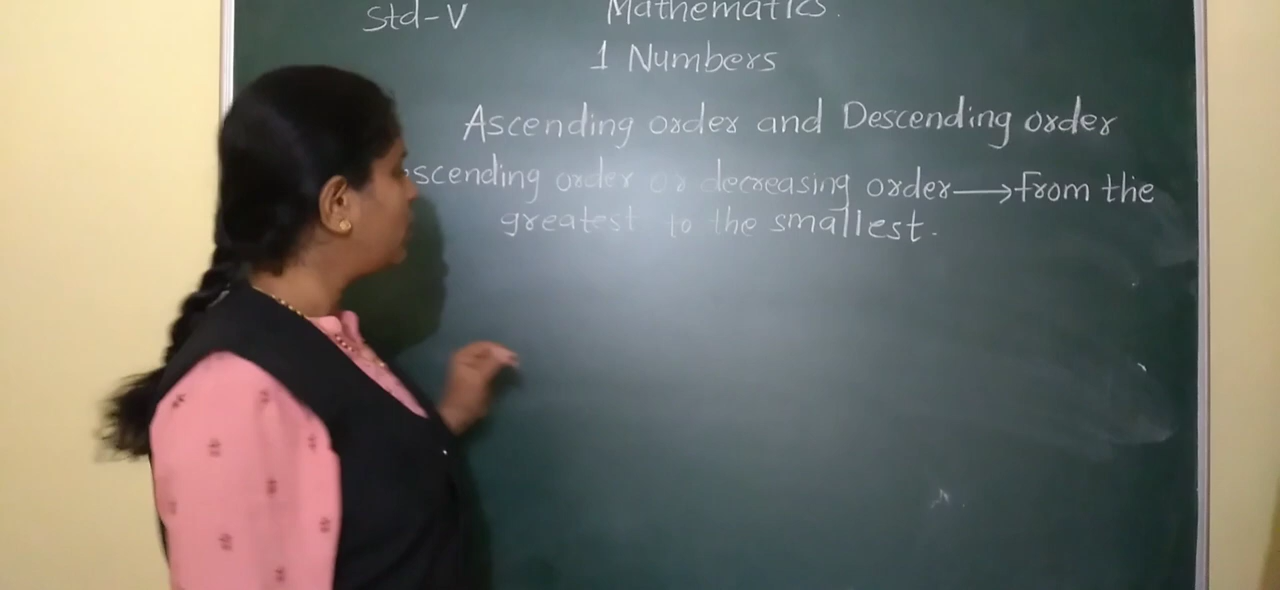 Std-V Mathematics.
1 Numbers
Ascending order and Descending order
scending order or decreasing order→from the
greatest to the smallest.